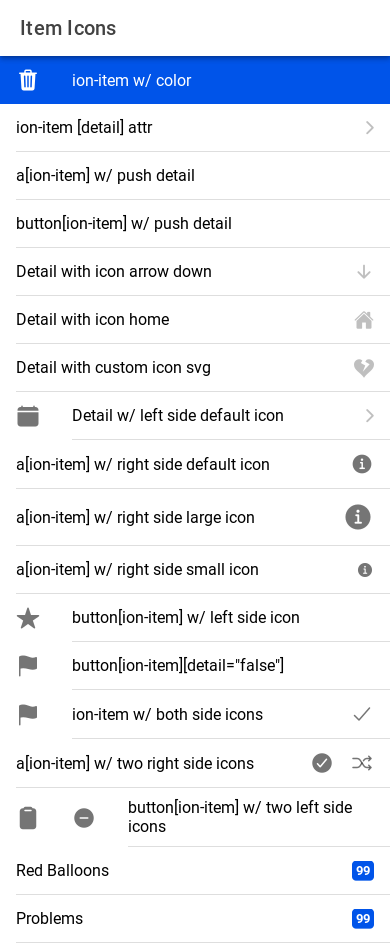 Item Icons
ion-item w/ color
ion-item [detail] attr
a[ion-item] w/ push detail
button[ion-item] w/ push detail
Detail with icon arrow down
Detail with icon home
Detail with custom icon svg
Detail w/ left side default icon
a[ion-item] w/ right side default icon
a[ion-item] w/ right side large icon
a[ion-item] w/ right side small icon
button[ion-item] w/ left side icon
button[ion-item][detail="false"]
ion-item w/ both side icons
a[ion-item] w/ two right side icons
button[ion-item] w/ two left side
icons
Red Balloons 99
Problems 99